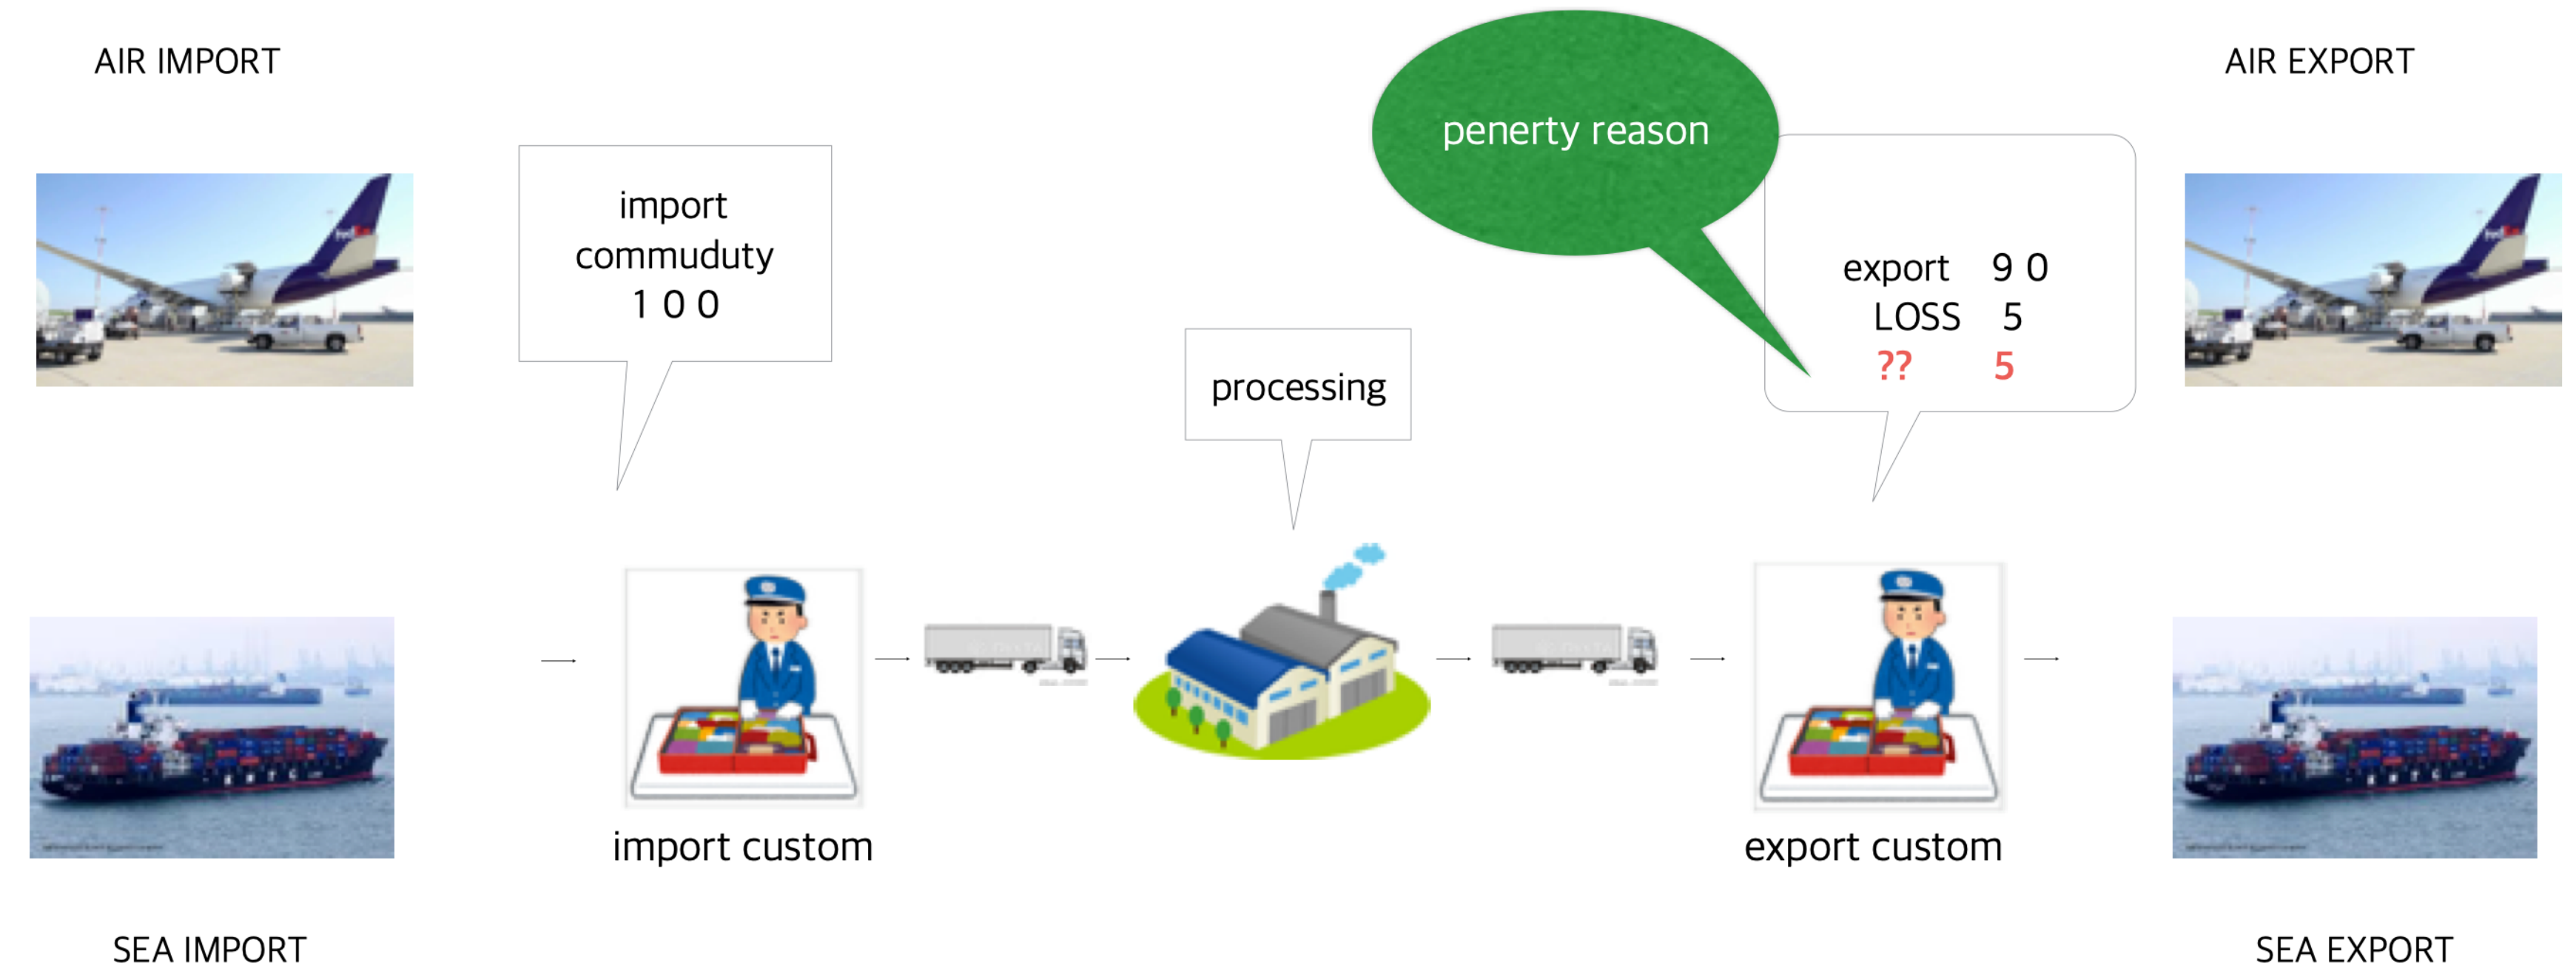 AIR IMPORT
AIR EXPORT
penerty reason
import
commuduty
1 0 0
export 9 0
LOSS 5
?? 5
processing
import custom
export custom
SEA IMPORT
SEA EXPORT